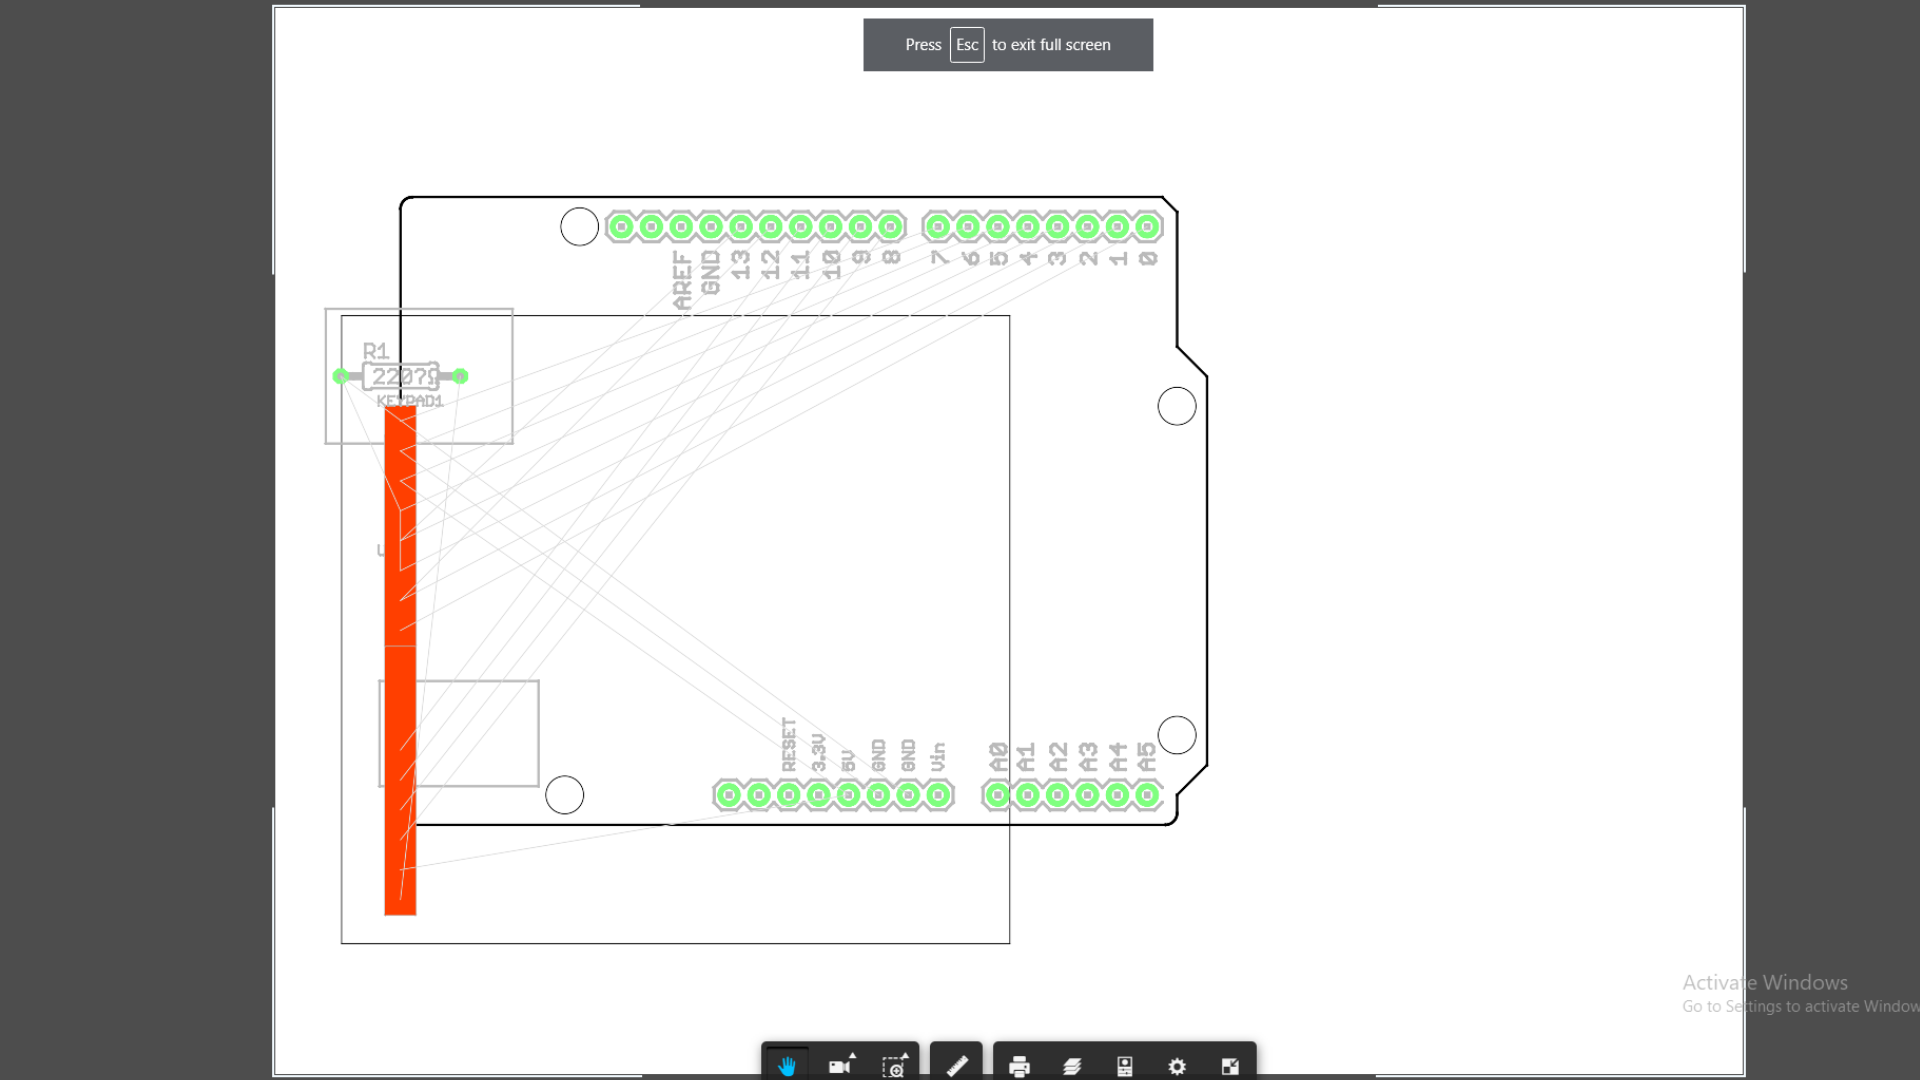 Press Esc to exit full screen
AREF GND 13 12 11 10 9 8 7 6 5 4 3 2 1 0
R1
KEYPAD1
RESET 3.3V 5V GND GND Vin A0 A1 A2 A3 A4 A5
Activate Windows
Go to Settings to activate Window